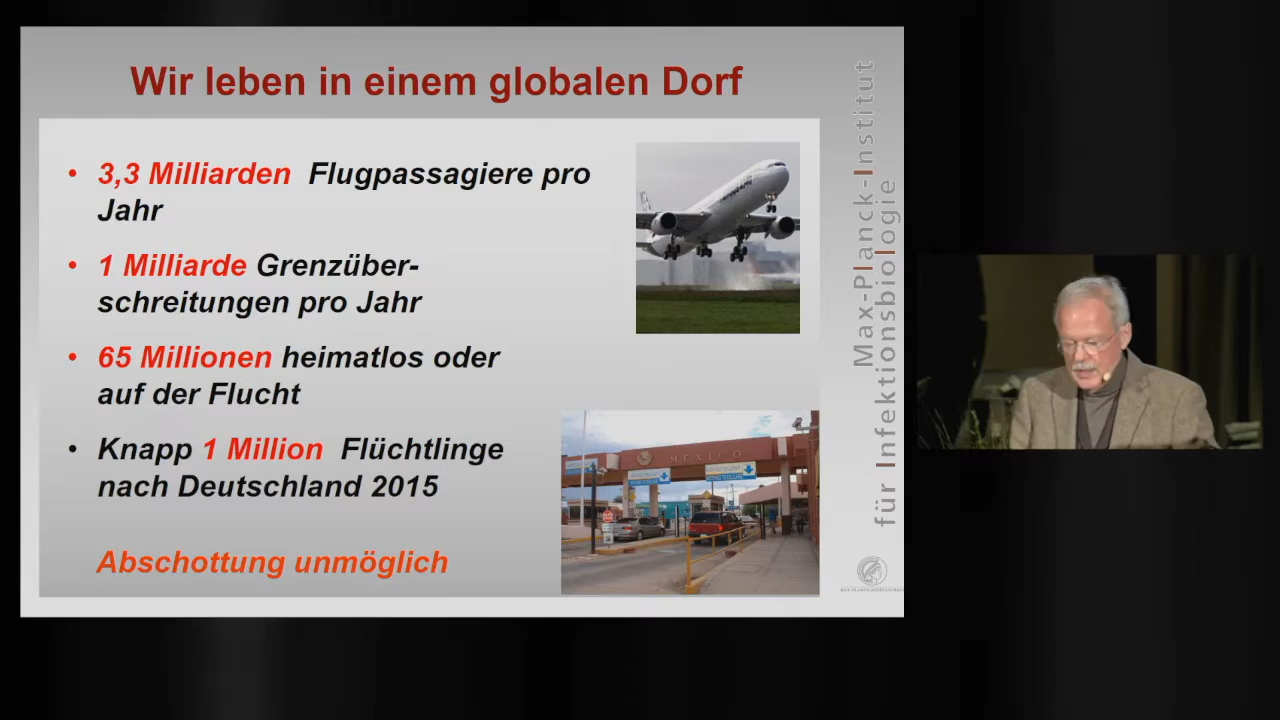 Wir leben in einem globalen Dorf
• 3,3 Milliarden Flugpassagiere pro
Jahr
• 1 Milliarde Grenzüber-
schreitungen pro Jahr
• 65 Millionen heimatlos oder
auf der Flucht
• Knapp 1 Million Flüchtlinge
nach Deutschland 2015
Abschottung unmöglich
MEXICO
Max-Planck-Institut
für Infektionsbiologie